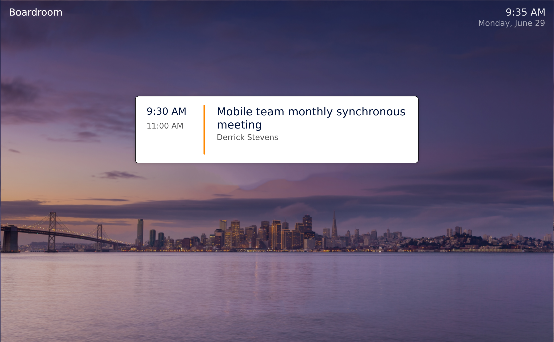 Boardroom
9:35 AM
Monday, June 29
9:30 AM
11:00 AM
Mobile team monthly synchronous
meeting
Derrick Stevens